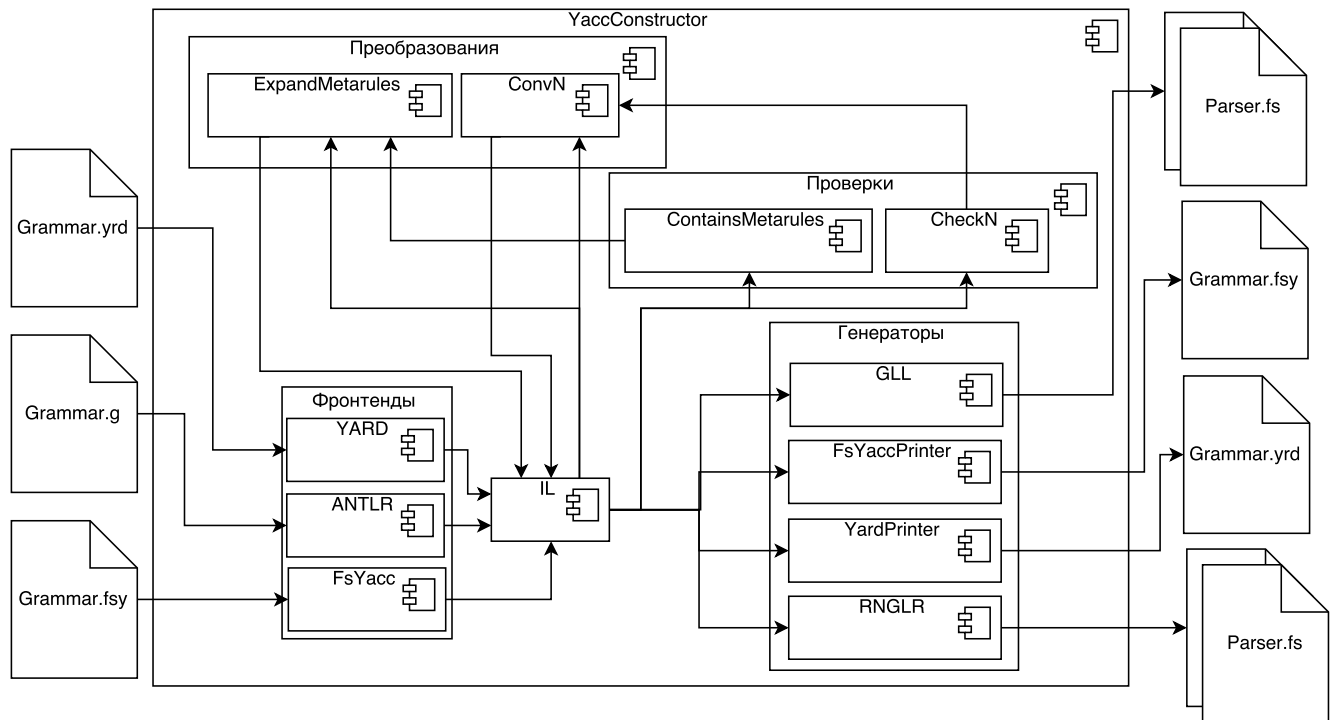 YaccConstructor
Преобразования
ExpandMetarules
ConvN
Parser.fs
Проверки
ContainsMetarules
CheckN
Grammar.yrd
Grammar.fsy
Генераторы
GLL
Grammar.g
Фронтенды
YARD
FsYaccPrinter
Grammar.yrd
IL
ANTLR
YardPrinter
FsYacc
Grammar.fsy
RNGLR
Parser.fs